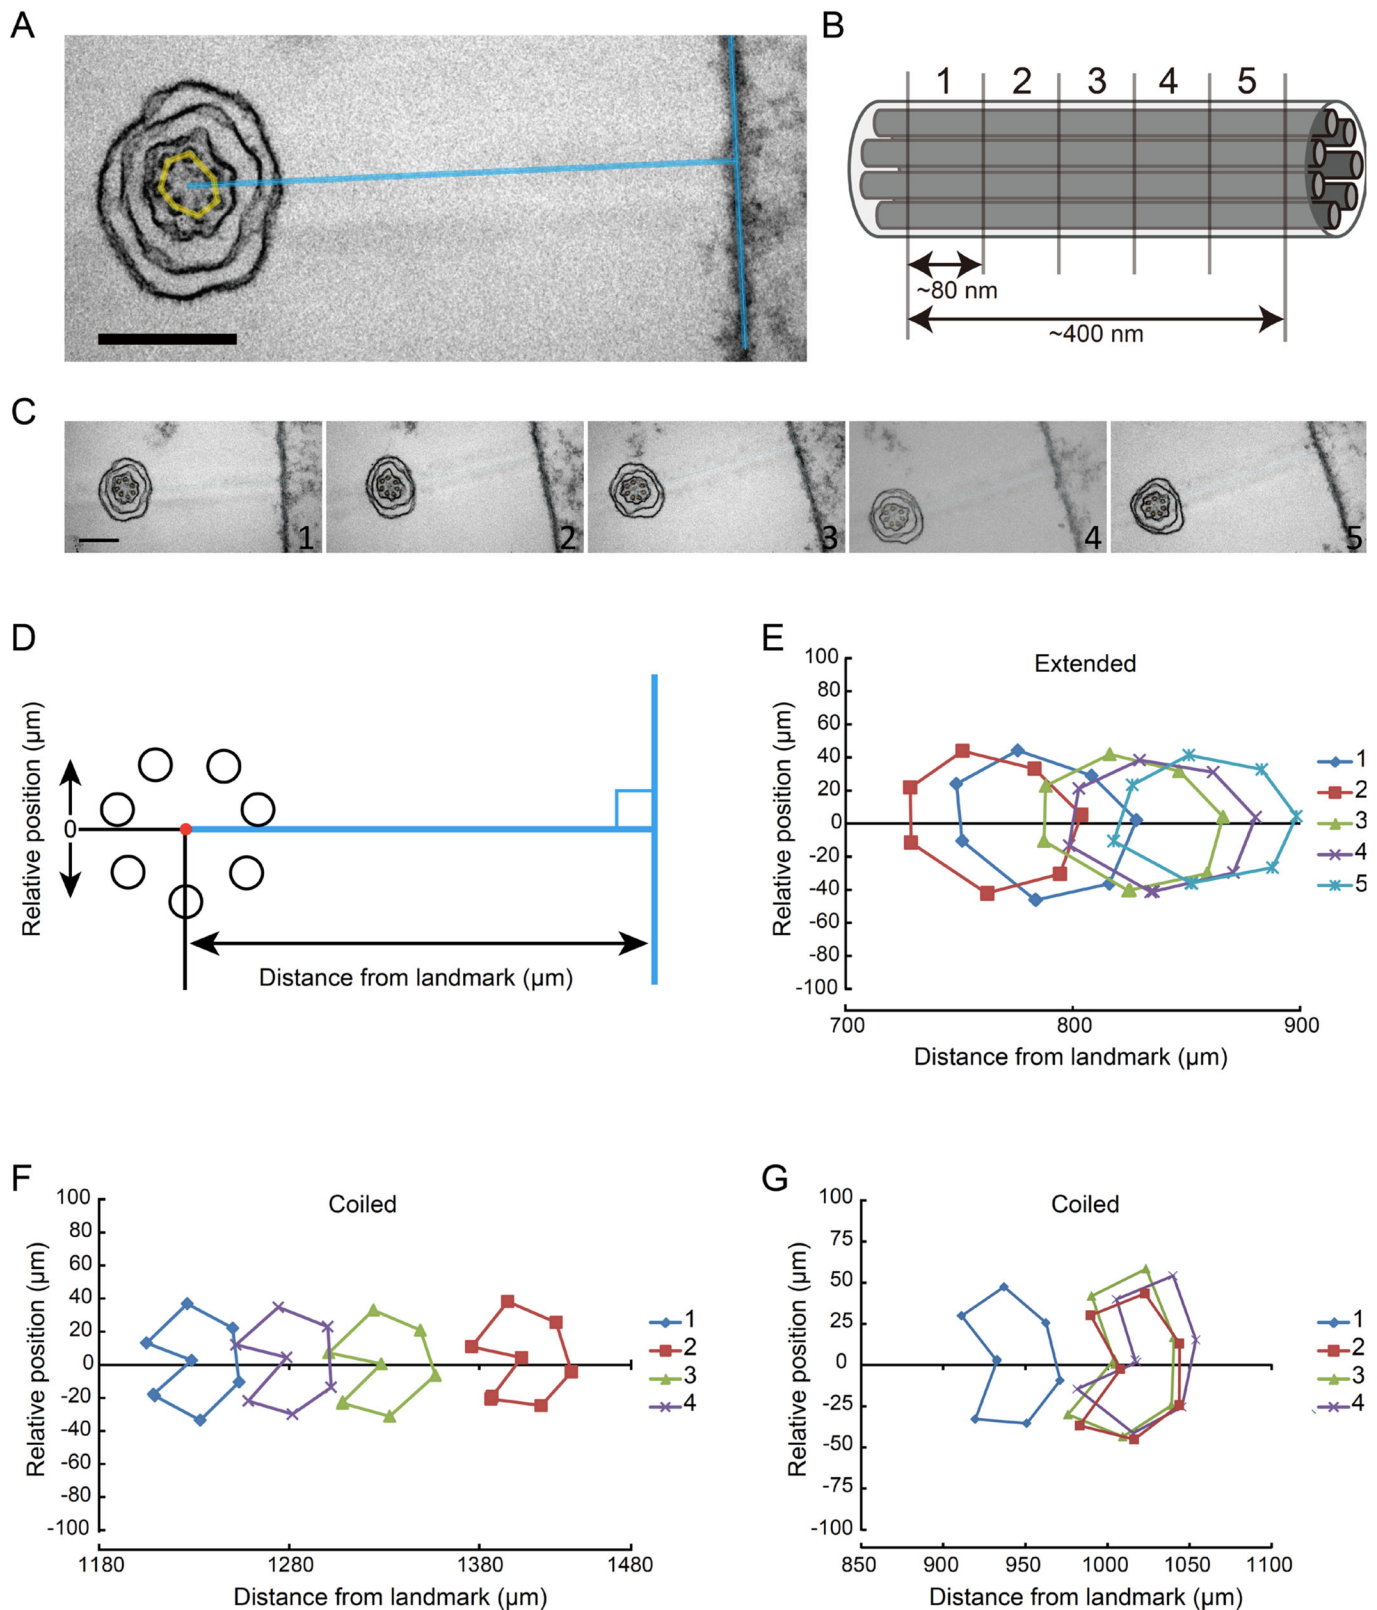 A
B
1 2 3 4 5
~80 nm
~400 nm
C
1
2
3
4
5
D
Relative position (µm)
0
Distance from landmark (µm)
E
Extended
Relative position (µm)
100
80
60
40
20
0
-20
-40
-60
-80
-100
700 800 900
Distance from landmark (µm)
1
2
3
4
5
F
Coiled
Relative position (µm)
100
80
60
40
20
0
-20
-40
-60
-80
-100
1180 1280 1380 1480
Distance from landmark (µm)
1
2
3
4
G
Coiled
Relative position (µm)
100
75
50
25
0
-25
-50
-75
-100
850 900 950 1000 1050 1100
Distance from landmark (µm)
1
2
3
4